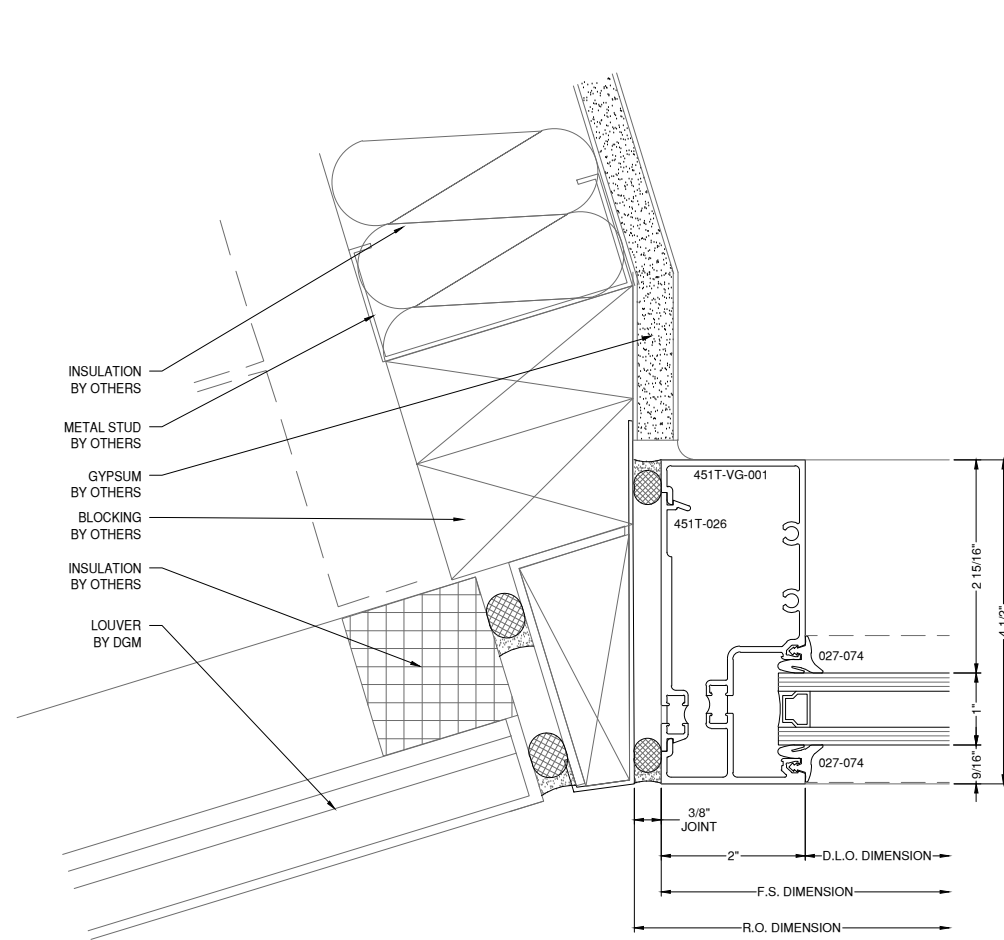 INSULATION
BY OTHERS
METAL STUD
BY OTHERS
GYPSUM
BY OTHERS
BLOCKING
BY OTHERS
INSULATION
BY OTHERS
LOUVER
BY DGM
451T-VG-001
451T-026
027-074
027-074
2 15/16"
1"
9/16"
4 1/2"
3/8"
JOINT
2"
D.L.O. DIMENSION
F.S. DIMENSION
R.O. DIMENSION